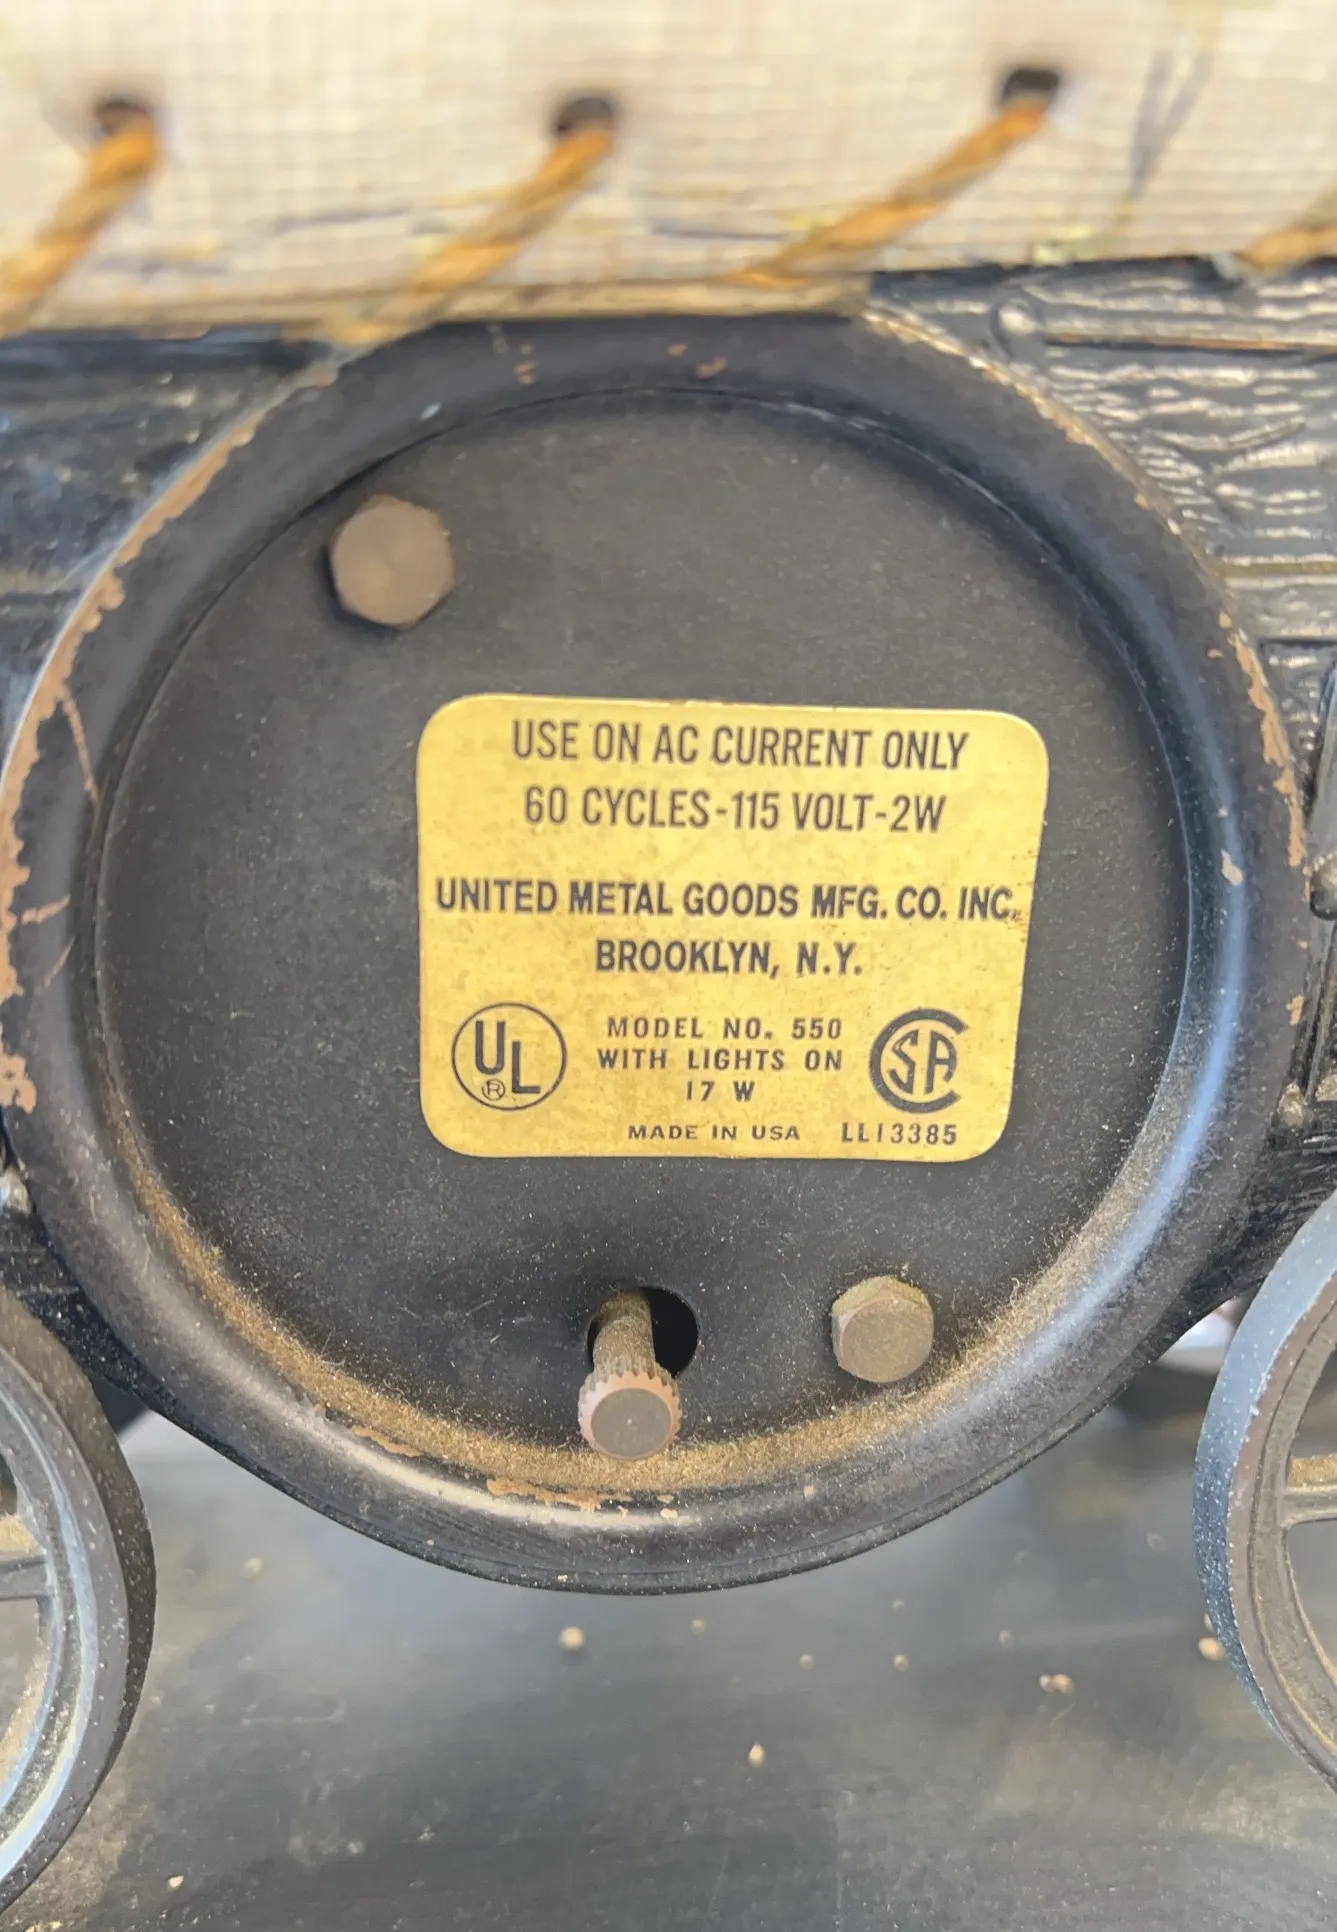 USE ON AC CURRENT ONLY
60 CYCLES-115 VOLT-2W
UNITED METAL GOODS MFG. CO. INC.
BROOKLYN, N.Y.
UL ®
MODEL NO. 550
WITH LIGHTS ON
17 W
SA
MADE IN USA LL13385